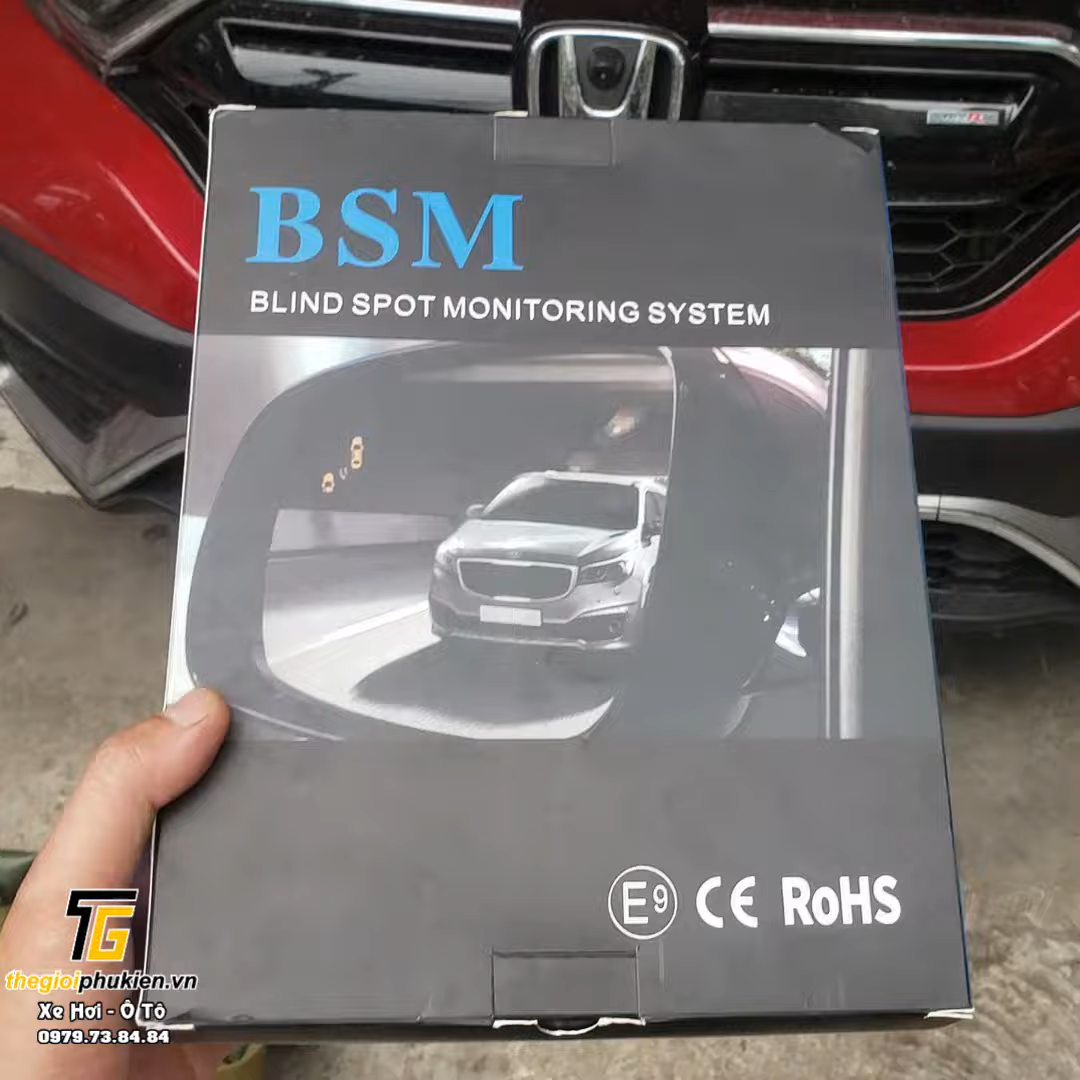 BSM
BLIND SPOT MONITORING SYSTEM
E9 CE RoHS
TG
thegioiphukien.vn
Xe Hơi - Ô Tô
0979.73.84.84